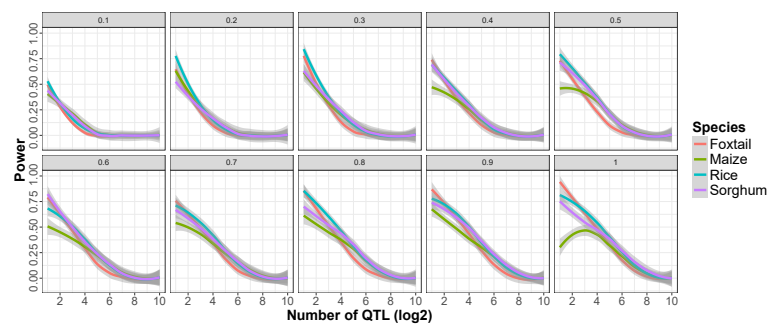 0.1 0.2 0.3 0.4 0.5
1.00
0.75
0.50
0.25
0.00
Power
0.6 0.7 0.8 0.9 1
1.00
0.75
0.50
0.25
0.00
2 4 6 8 10 2 4 6 8 10 2 4 6 8 10 2 4 6 8 10 2 4 6 8 10
Number of QTL (log2)
Species
Foxtail
Maize
Rice
Sorghum